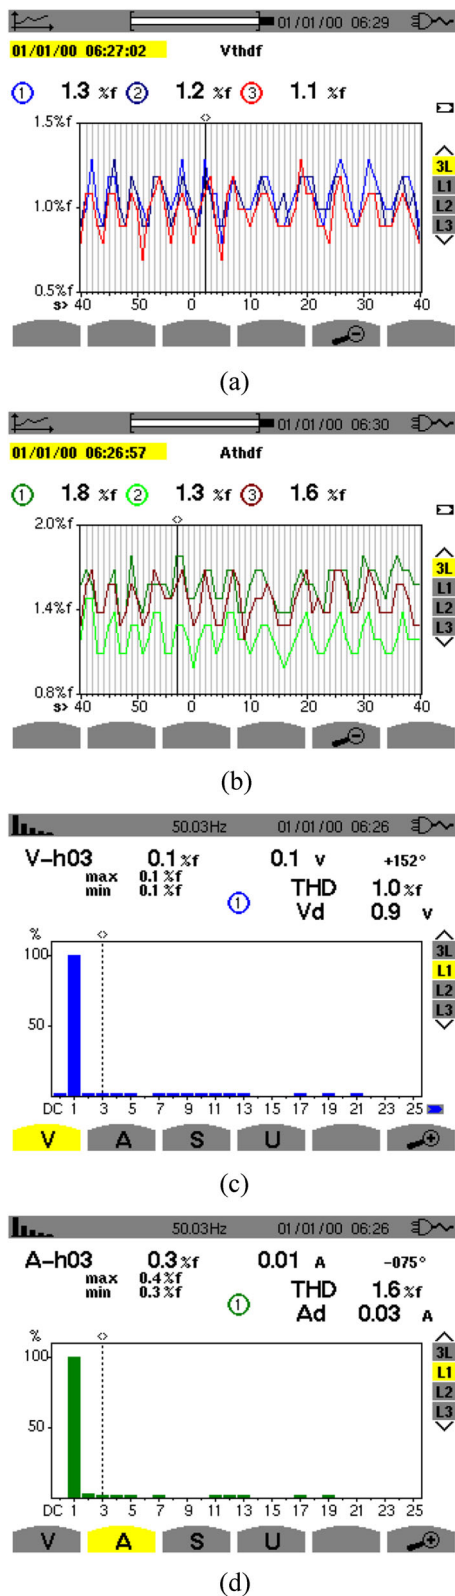 01/01/00 06:29
01/01/00 06:27:02 Vthdf
1 1.3 %f 2 1.2 %f 3 1.1 %f
1.5%f
3L
L1
1.0%f
L2
L3
0.5%f
s> 40 50 0 10 20 30 40
(a)
01/01/00 06:30
01/01/00 06:26:57 Athdf
1 1.8 %f 2 1.3 %f 3 1.6 %f
2.0%f
3L
L1
1.4%f
L2
L3
0.8%f
s> 40 50 0 10 20 30 40
(b)
50.03Hz 01/01/00 06:26
V-h03 0.1 %f 0.1 V +152°
max 0.1 %f
min 0.1 %f
1 THD 1.0 %f
Vd 0.9 V
%
100
3L
L1
50
L2
L3
DC 1 3 5 7 9 11 13 15 17 19 21 23 25
V A S U
(c)
50.03Hz 01/01/00 06:26
A-h03 0.3 %f 0.01 A -075°
max 0.4 %f
min 0.3 %f
1 THD 1.6 %f
Ad 0.03 A
%
100
3L
L1
50
L2
L3
DC 1 3 5 7 9 11 13 15 17 19 21 23 25
V A S U
(d)